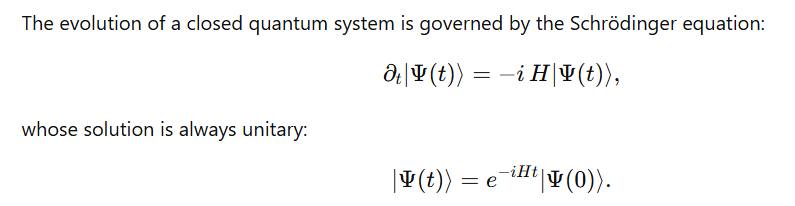 The evolution of a closed quantum system is governed by the Schrödinger equation:
∂ₜ|Ψ(t)⟩ = −i H|Ψ(t)⟩,
whose solution is always unitary:
|Ψ(t)⟩ = e^{−iHt}|Ψ(0)⟩.